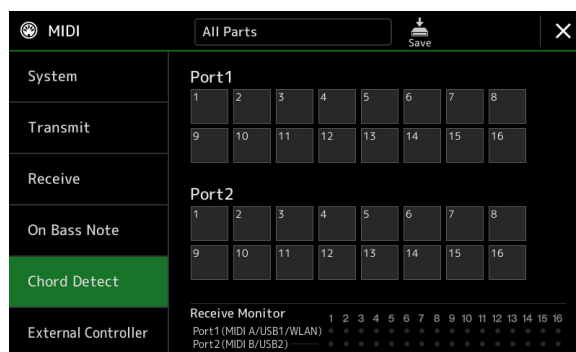 MIDI
All Parts
Save
System
Transmit
Receive
On Bass Note
Chord Detect
External Controller
Port1
1 2 3 4 5 6 7 8
9 10 11 12 13 14 15 16
Port2
1 2 3 4 5 6 7 8
9 10 11 12 13 14 15 16
Receive Monitor 1 2 3 4 5 6 7 8 9 10 11 12 13 14 15 16
Port1(MIDI A/USB1/WLAN)
Port2(MIDI B/USB2)